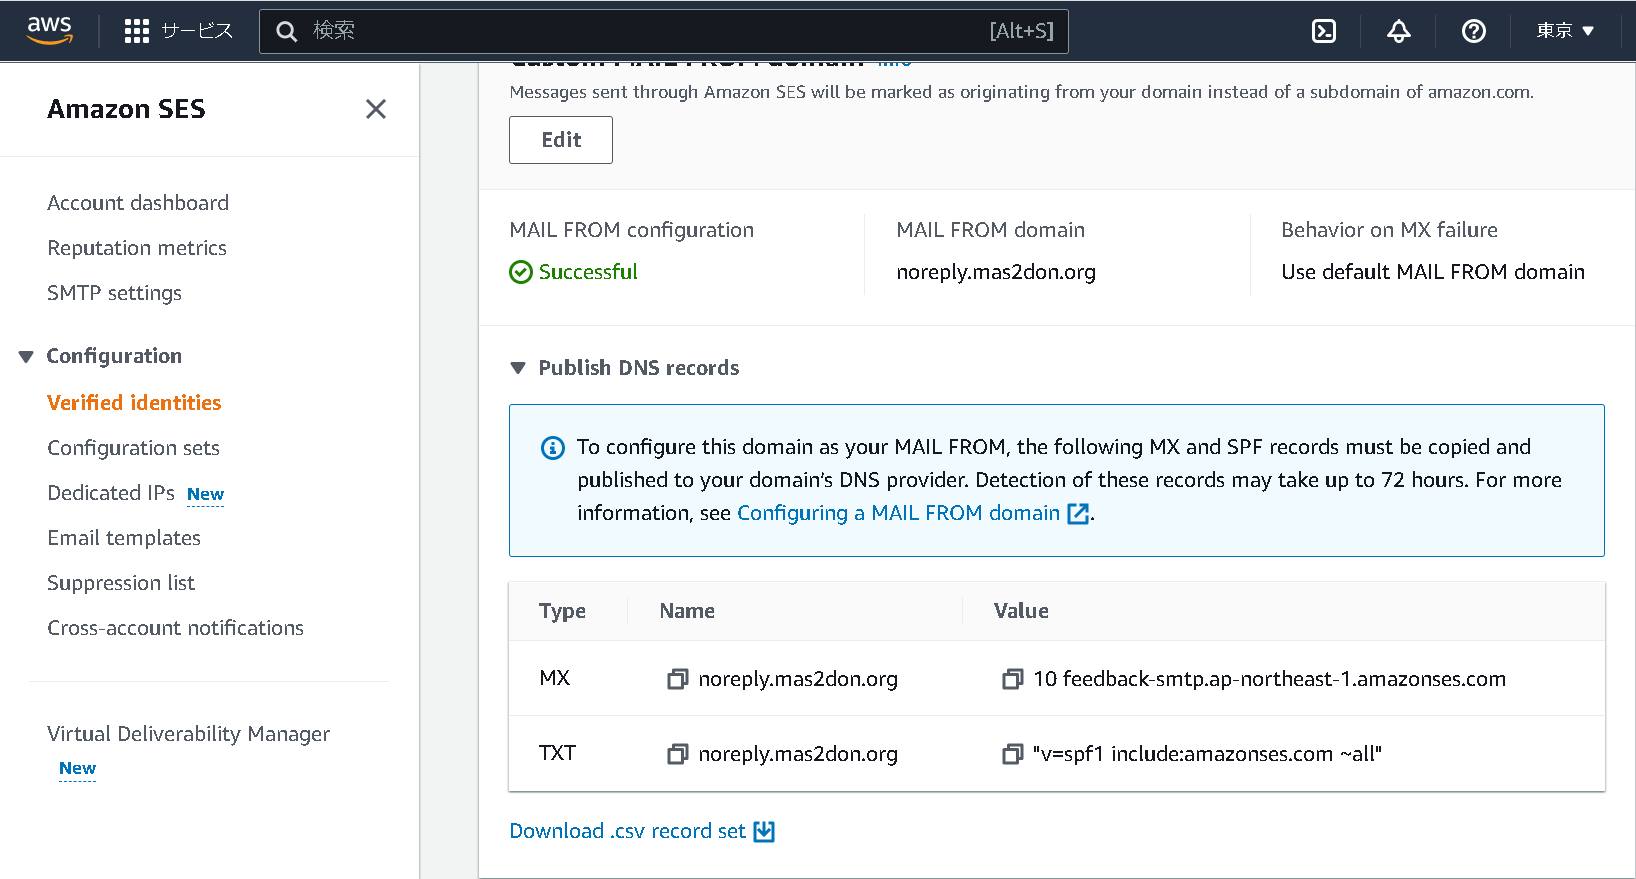 aws
サービス
検索
[Alt+S]
東京
Amazon SES
Account dashboard
Reputation metrics
SMTP settings
Configuration
Verified identities
Configuration sets
Dedicated IPs New
Email templates
Suppression list
Cross-account notifications
Virtual Deliverability Manager
New
Custom MAIL FROM domain Info
Messages sent through Amazon SES will be marked as originating from your domain instead of a subdomain of amazon.com.
Edit
MAIL FROM configuration
Successful
MAIL FROM domain
noreply.mas2don.org
Behavior on MX failure
Use default MAIL FROM domain
Publish DNS records
To configure this domain as your MAIL FROM, the following MX and SPF records must be copied and
published to your domain’s DNS provider. Detection of these records may take up to 72 hours. For more
information, see Configuring a MAIL FROM domain.
Type Name Value
MX noreply.mas2don.org 10 feedback-smtp.ap-northeast-1.amazonses.com
TXT noreply.mas2don.org "v=spf1 include:amazonses.com ~all"
Download .csv record set